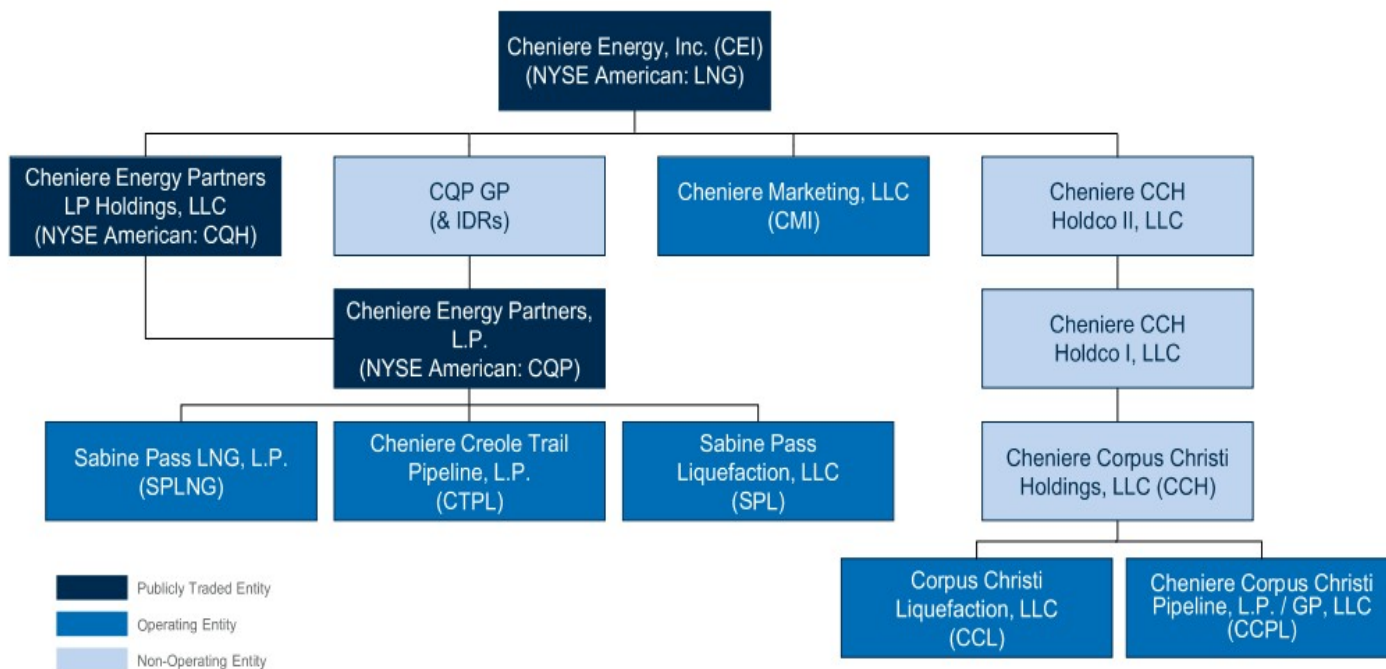 Cheniere Energy, Inc. (CEI)
(NYSE American: LNG)
Cheniere Energy Partners
LP Holdings, LLC
(NYSE American: CQH)
CQP GP
(& IDRs)
Cheniere Marketing, LLC
(CMI)
Cheniere CCH
Holdco II, LLC
Cheniere Energy Partners,
L.P.
(NYSE American: CQP)
Cheniere CCH
Holdco I, LLC
Sabine Pass LNG, L.P.
(SPLNG)
Cheniere Creole Trail
Pipeline, L.P.
(CTPL)
Sabine Pass
Liquefaction, LLC
(SPL)
Cheniere Corpus Christi
Holdings, LLC (CCH)
Corpus Christi
Liquefaction, LLC
(CCL)
Cheniere Corpus Christi
Pipeline, L.P. / GP, LLC
(CCPL)
Publicly Traded Entity
Operating Entity
Non-Operating Entity